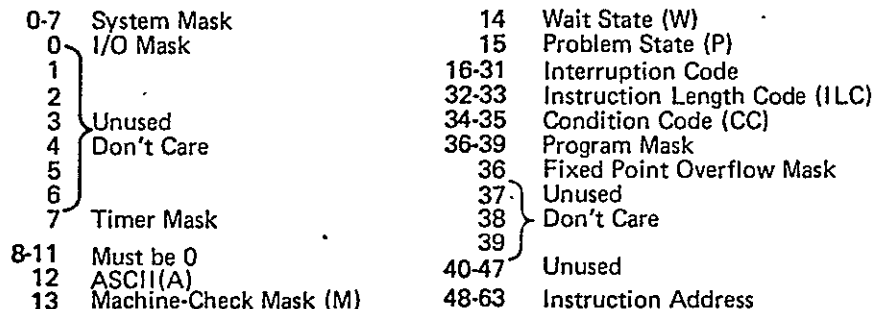 0-7 System Mask
0 I/O Mask
1
2
3 Unused
4 Don't Care
5
6
7 Timer Mask
8-11 Must be 0
12 ASCII(A)
13 Machine-Check Mask (M)
14 Wait State (W)
15 Problem State (P)
16-31 Interruption Code
32-33 Instruction Length Code (ILC)
34-35 Condition Code (CC)
36-39 Program Mask
36 Fixed Point Overflow Mask
37 Unused
38 Don't Care
39
40-47 Unused
48-63 Instruction Address